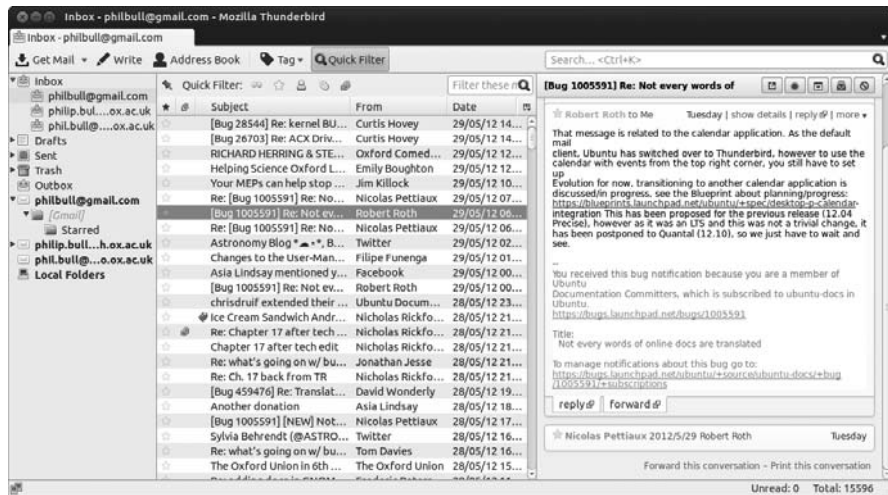 Inbox - philbull@gmail.com - Mozilla Thunderbird
Inbox - philbull@gmail.com
Get Mail Write Address Book Tag Quick Filter Search... <Ctrl+K>
Inbox
philbull@gmail.com
philip.bul....ox.ac.uk
phil.bull@....ox.ac.uk
Drafts
Sent
Trash
Outbox
philbull@gmail.com
[Gmail]
Starred
philip.bull...h.ox.ac.uk
phil.bull@...o.ox.ac.uk
Local Folders
Quick Filter: Filter these m
Subject From Date
[Bug 28544] Re: kernel BU... Curtis Hovey 29/05/12 14...
[Bug 26703] Re: ACX Driv... Curtis Hovey 29/05/12 14...
RICHARD HERRING & STE... Oxford Comed... 29/05/12 12...
Helping Science Oxford L... Emily Boughton 29/05/12 12...
Your MEPs can help stop ... Jim Killock 29/05/12 10...
Re: [Bug 1005591] Re: No... Nicolas Pettiaux 29/05/12 07...
[Bug 1005591] Re: Not ev... Robert Roth 29/05/12 06...
Re: [Bug 1005591] Re: No... Nicolas Pettiaux 29/05/12 06...
Astronomy Blog *☁⋆*, B... Twitter 29/05/12 02...
Changes to the User-Man... Filipe Funenga 29/05/12 01...
Asia Lindsay mentioned y... Facebook 29/05/12 00...
[Bug 1005591] Re: Not ev... Robert Roth 29/05/12 00...
chrisdruif extended their ... Ubuntu Docum... 28/05/12 23...
Ice Cream Sandwich Andr... Nicholas Rickfo... 28/05/12 21...
Re: Chapter 17 after tech ... Nicholas Rickfo... 28/05/12 21...
Chapter 17 after tech edit Nicholas Rickfo... 28/05/12 21...
Re: what's going on w/ bu... Jonathan Jesse 28/05/12 21...
Re: Ch. 17 back from TR Nicholas Rickfo... 28/05/12 21...
[Bug 459476] Re: Translat... David Wonderly 28/05/12 19...
Another donation Asia Lindsay 28/05/12 18...
[Bug 1005591] [NEW] Not... Nicolas Pettiaux 28/05/12 17...
Sylvia Behrendt (@ASTRO... Twitter 28/05/12 16...
Re: what's going on w/ bu... Tom Davies 28/05/12 16...
The Oxford Union in 6th ... The Oxford Union 28/05/12 15...
[Bug 1005591] Re: Not every words of
Robert Roth to Me Tuesday | show details | reply | more
That message is related to the calendar application. As the default
mail
client, Ubuntu has switched over to Thunderbird, however to use the
calendar with events from the top right corner, you still have to set
up
Evolution for now, transitioning to another calendar application is
discussed/in progress, see the Blueprint about planning/progress:
https://blueprints.launchpad.net/ubuntu/+spec/desktop-p-calendar-
integration This has been proposed for the previous release (12.04
Precise), however as it was an LTS and this was not a trivial change, it
has been postponed to Quantal (12.10), so we just have to wait and
see.
--
You received this bug notification because you are a member of
Ubuntu
Documentation Committers, which is subscribed to ubuntu-docs in
Ubuntu.
https://bugs.launchpad.net/bugs/1005591
Title:
Not every words of online docs are translated
To manage notifications about this bug go to:
https://bugs.launchpad.net/ubuntu/+source/ubuntu-docs/+bug
/1005591/+subscriptions
reply forward
Nicolas Pettiaux 2012/5/29 Robert Roth Tuesday
Forward this conversation - Print this conversation
Unread: 0 Total: 15596